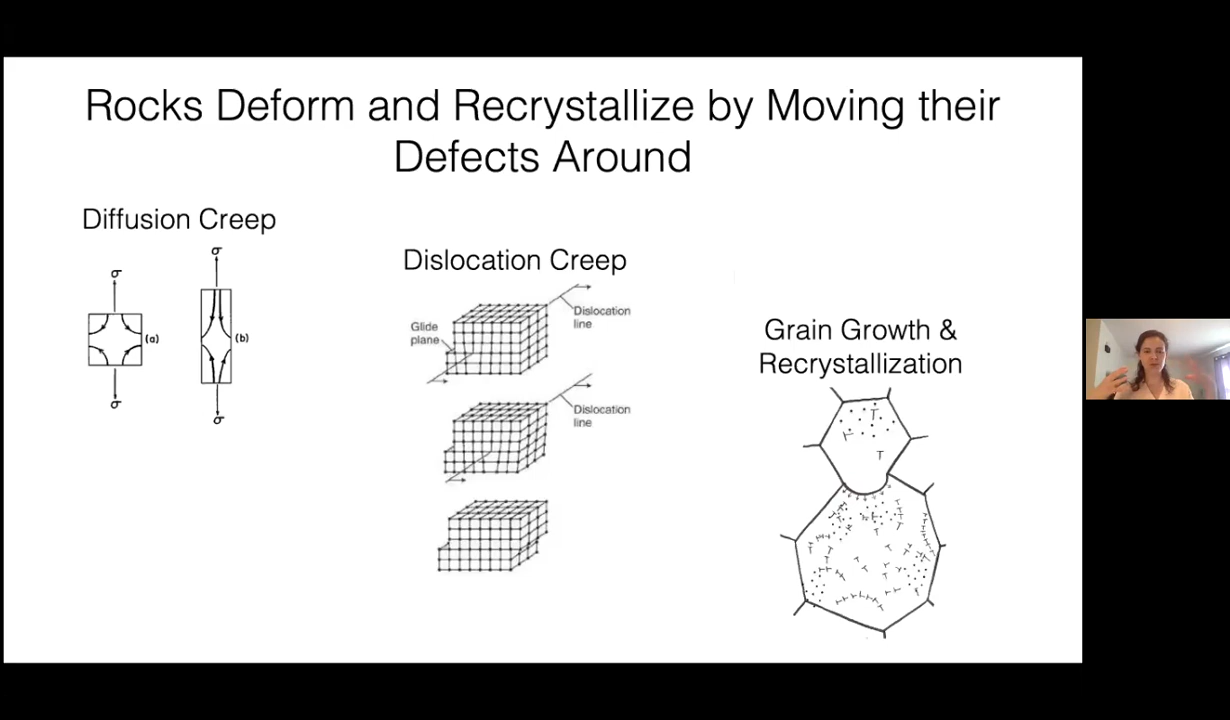 Rocks Deform and Recrystallize by Moving their
Defects Around
Diffusion Creep
σ
σ
(a)
(b)
σ
σ
Dislocation Creep
Glide
plane
Dislocation
line
Dislocation
line
Grain Growth &
Recrystallization